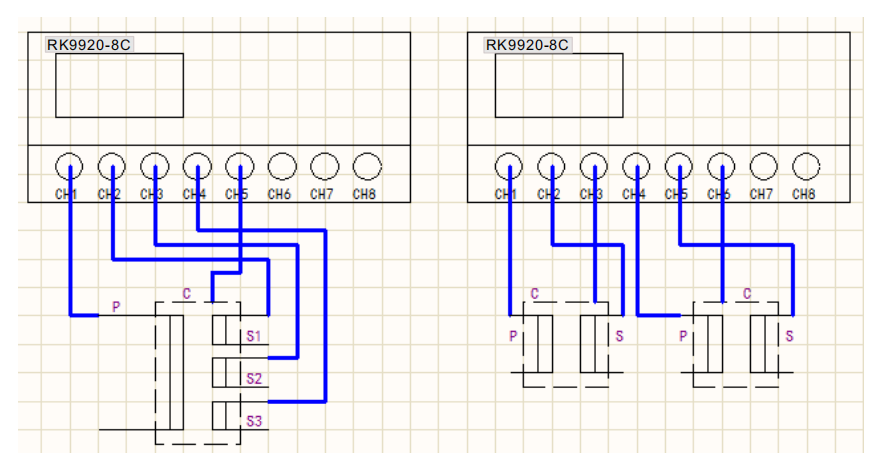 RK9920-8C
CH1 CH2 CH3 CH4 CH5 CH6 CH7 CH8
C
P
S1
S2
S3
RK9920-8C
CH1 CH2 CH3 CH4 CH5 CH6 CH7 CH8
C C
P S P S